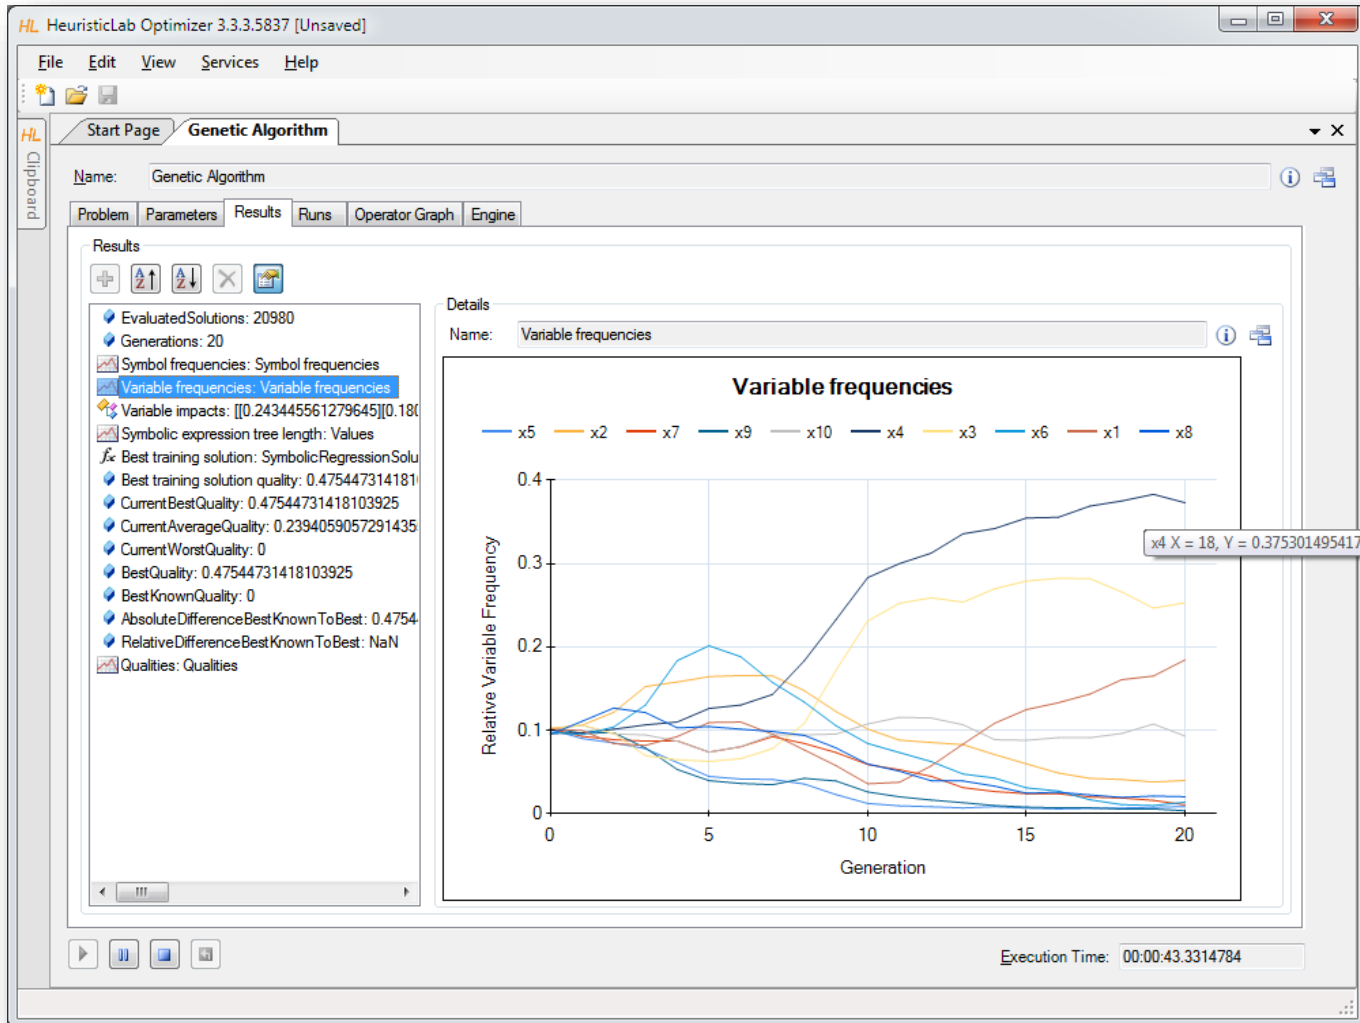 HL HeuristicLab Optimizer 3.3.3.5837 [Unsaved]
File Edit View Services Help
HL Clipboard
Start Page Genetic Algorithm
Name: Genetic Algorithm
Problem Parameters Results Runs Operator Graph Engine
Results
EvaluatedSolutions: 20980
Generations: 20
Symbol frequencies: Symbol frequencies
Variable frequencies: Variable frequencies
Variable impacts: [[0.243445561279645][0.180
Symbolic expression tree length: Values
Best training solution: SymbolicRegressionSolu
Best training solution quality: 0.4754473141810
CurrentBestQuality: 0.47544731418103925
CurrentAverageQuality: 0.2394059057291435
CurrentWorstQuality: 0
BestQuality: 0.47544731418103925
BestKnownQuality: 0
AbsoluteDifferenceBestKnownToBest: 0.4754
RelativeDifferenceBestKnownToBest: NaN
Qualities: Qualities
Details
Name: Variable frequencies
Variable frequencies
x5 x2 x7 x9 x10 x4 x3 x6 x1 x8
Relative Variable Frequency
0.4
0.3
0.2
0.1
0
0 5 10 15 20
Generation
x4 X = 18, Y = 0.375301495417
Execution Time: 00:00:43.3314784